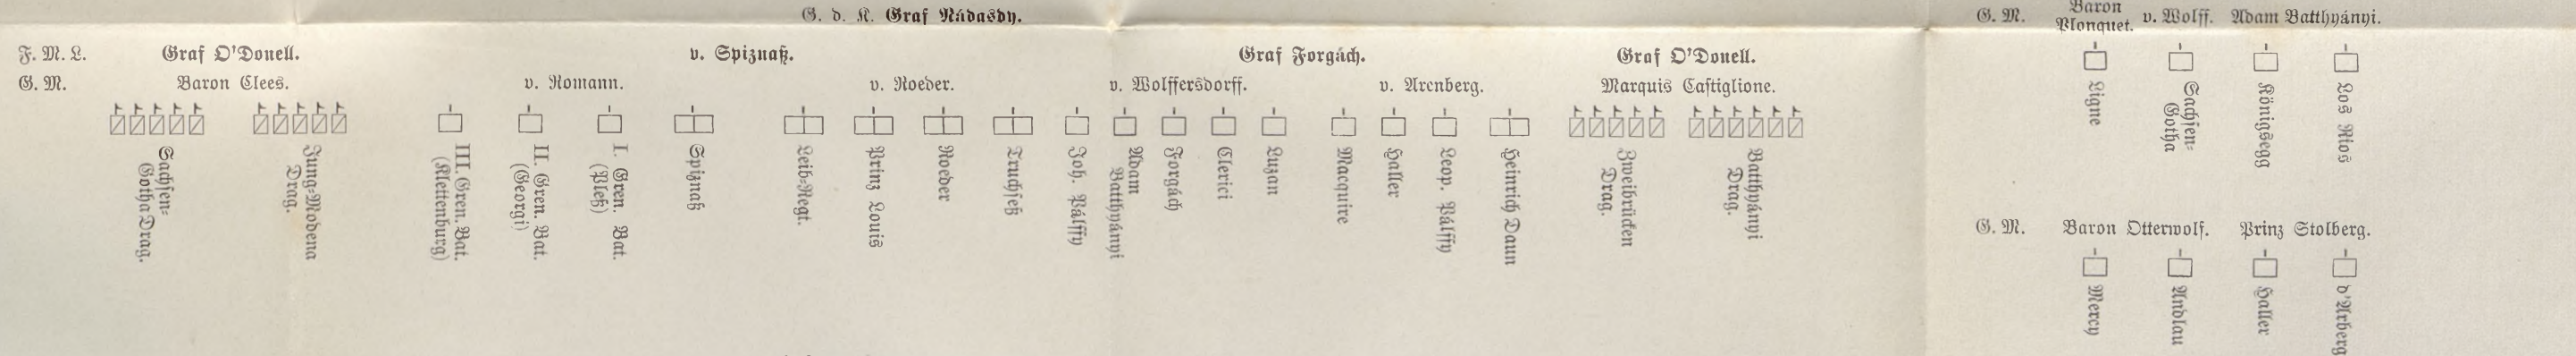 G. d. K. Graf Nádasdy.
F. M. L. Graf O'Donell. v. Spiznaß. Graf Forgách. Graf O'Donell.
G. M. Baron Clees. v. Romann. v. Roeder. v. Wolffersdorff. v. Arenberg. Marquis Castiglione.
Sachsen-
Gotha Drag.
Jung-Modena
Drag.
III. Gren. Bat.
(Klettenburg)
II. Gren. Bat.
(Georgi)
I. Gren. Bat.
(Pleß)
Spiznaß
Leib-Regt.
Prinz Louis
Roeder
Truchseß
Joh. Pálffy
Adam
Batthyányi
Forgách
Clerici
Luzan
Macquire
Haller
Leop. Pálffy
Heinrich Daun
Zweibrücken
Drag.
Batthyányi
Drag.
G. M. Baron Plonquet. v. Wolff. Adam Batthyányi.
Ligne
Sachsen-
Gotha
Königsegg
Los Rios
G. M. Baron Otterwolf. Prinz Stolberg.
Mercy
Andlau
Haller
d'Arberg